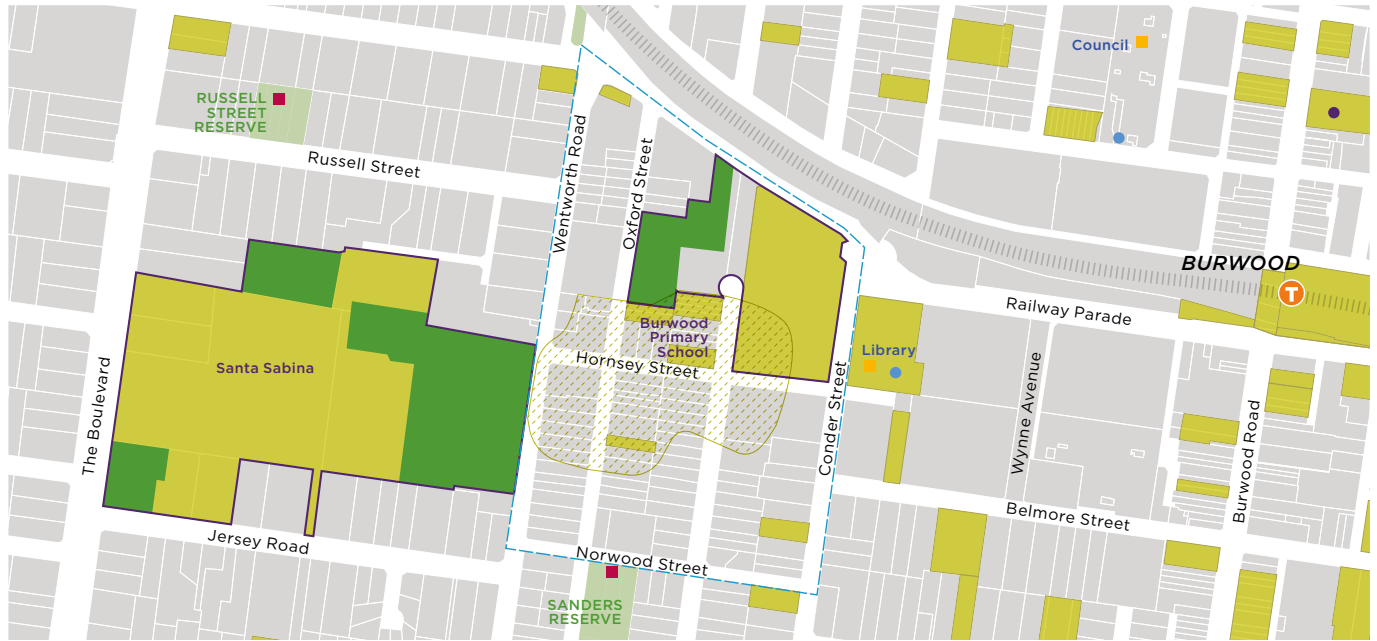 Council
RUSSELL
STREET
RESERVE
Russell Street
Wentworth Road
Oxford Street
BURWOOD
T
Railway Parade
Burwood
Primary
School
Library
Hornsey Street
Santa Sabina
The Boulevard
Conder Street
Wynne Avenue
Burwood Road
Belmore Street
Jersey Road
Norwood Street
SANDERS
RESERVE